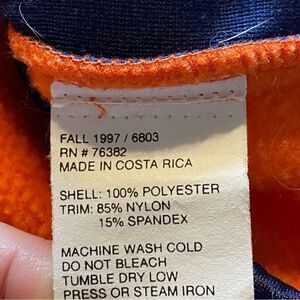 FALL 1997 / 6803
RN # 76382
MADE IN COSTA RICA
SHELL: 100% POLYESTER
TRIM: 85% NYLON
15% SPANDEX
MACHINE WASH COLD
DO NOT BLEACH
TUMBLE DRY LOW
PRESS OR STEAM IRON